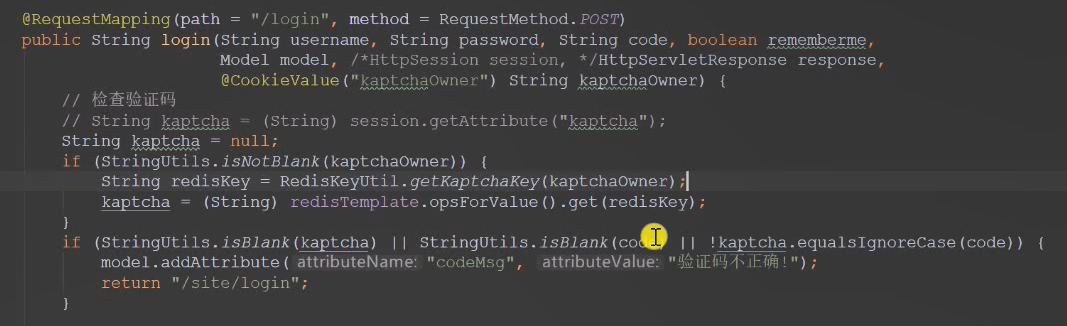 @RequestMapping(path = "/login", method = RequestMethod.POST)
public String login(String username, String password, String code, boolean rememberme,
Model model, /*HttpSession session, */HttpServletResponse response,
@CookieValue("kaptchaOwner") String kaptchaOwner) {
// 检查验证码
// String kaptcha = (String) session.getAttribute("kaptcha");
String kaptcha = null;
if (StringUtils.isNotBlank(kaptchaOwner)) {
String redisKey = RedisKeyUtil.getKaptchaKey(kaptchaOwner);
kaptcha = (String) redisTemplate.opsForValue().get(redisKey);
}
if (StringUtils.isBlank(kaptcha) || StringUtils.isBlank(code) || !kaptcha.equalsIgnoreCase(code)) {
model.addAttribute( attributeName: "codeMsg", attributeValue: "验证码不正确!");
return "/site/login";
}